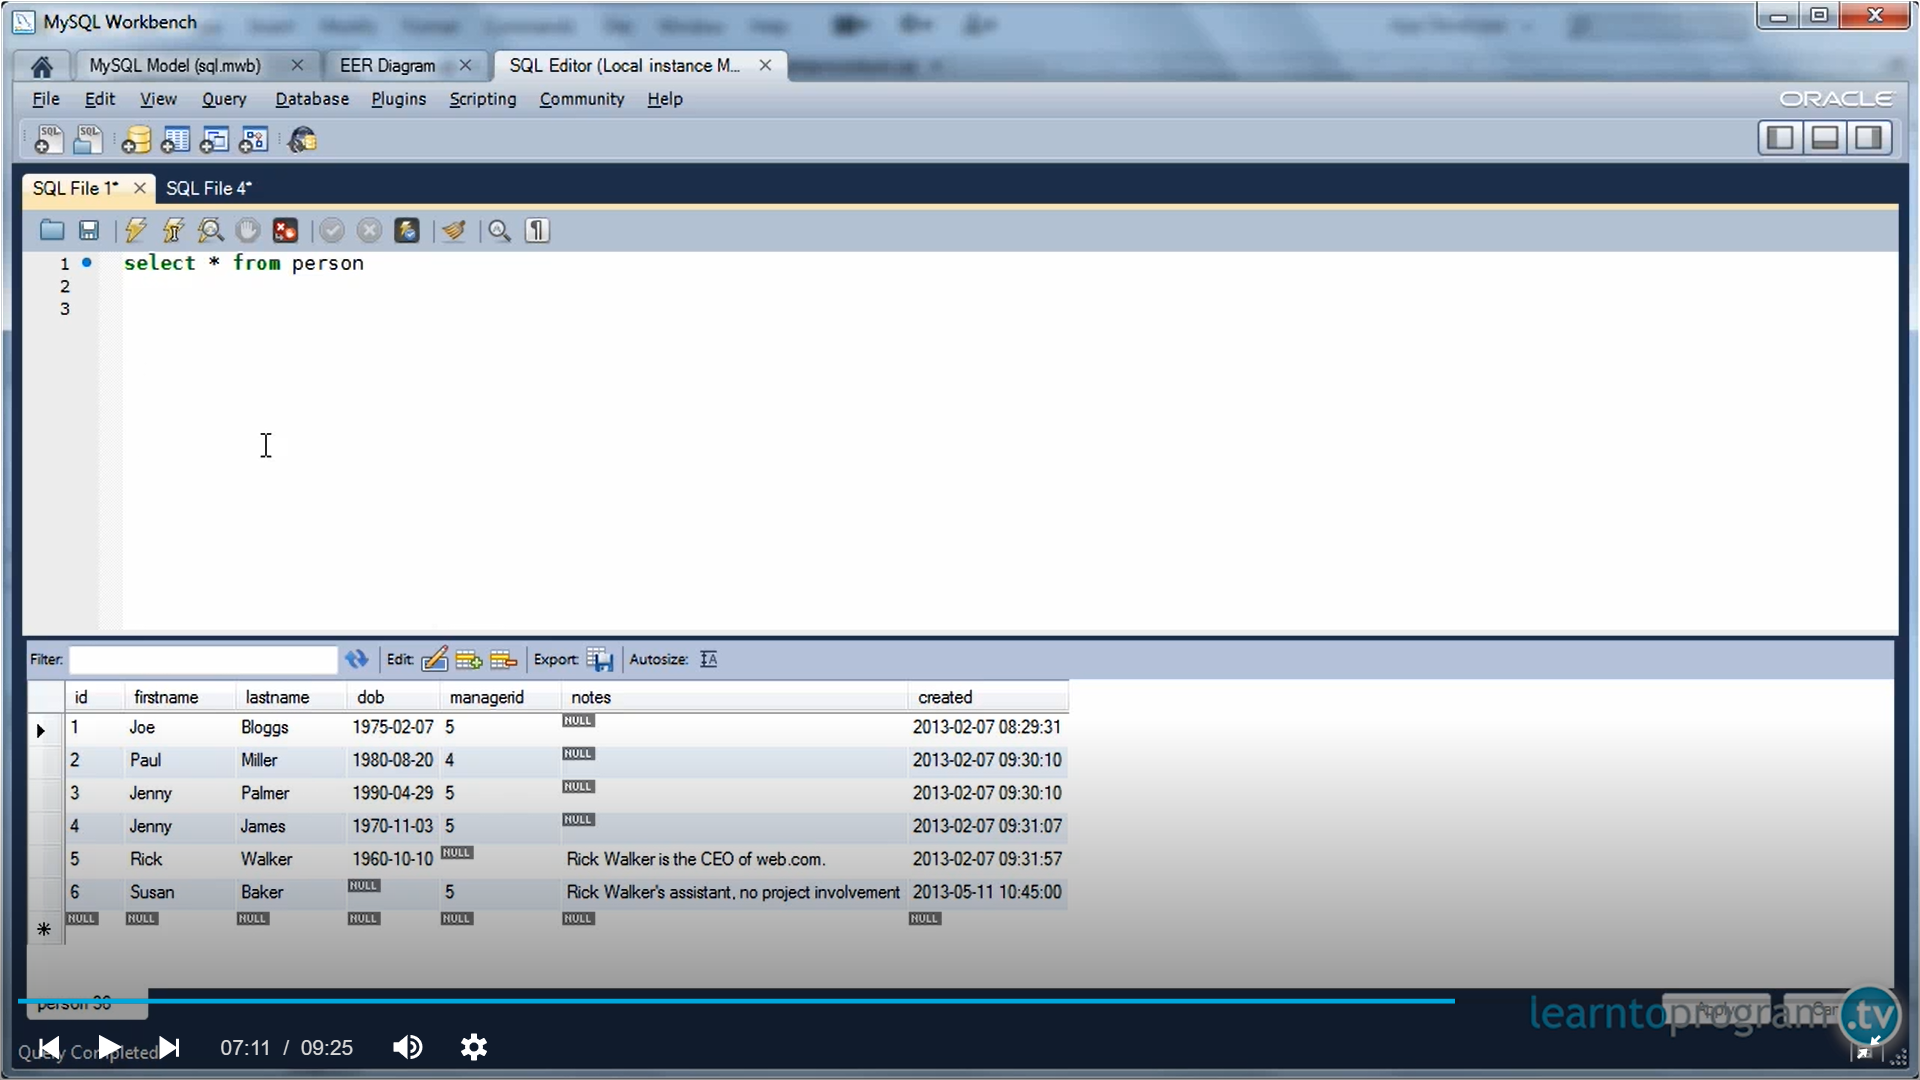 MySQL Workbench
MySQL Model (sql.mwb) EER Diagram SQL Editor (Local instance M...
File Edit View Query Database Plugins Scripting Community Help ORACLE
SQL SQL
SQL File 1* SQL File 4*
1 select * from person
2
3
Filter: Edit: Export: Autosize:
id firstname lastname dob managerid notes created
1 Joe Bloggs 1975-02-07 5 NULL 2013-02-07 08:29:31
2 Paul Miller 1980-08-20 4 NULL 2013-02-07 09:30:10
3 Jenny Palmer 1990-04-29 5 NULL 2013-02-07 09:30:10
4 Jenny James 1970-11-03 5 NULL 2013-02-07 09:31:07
5 Rick Walker 1960-10-10 NULL Rick Walker is the CEO of web.com. 2013-02-07 09:31:57
6 Susan Baker NULL 5 Rick Walker's assistant, no project involvement 2013-05-11 10:45:00
NULL NULL NULL NULL NULL NULL NULL
person 36
learntoprogram.tv
Apply
07:11 / 09:25
Query Completed